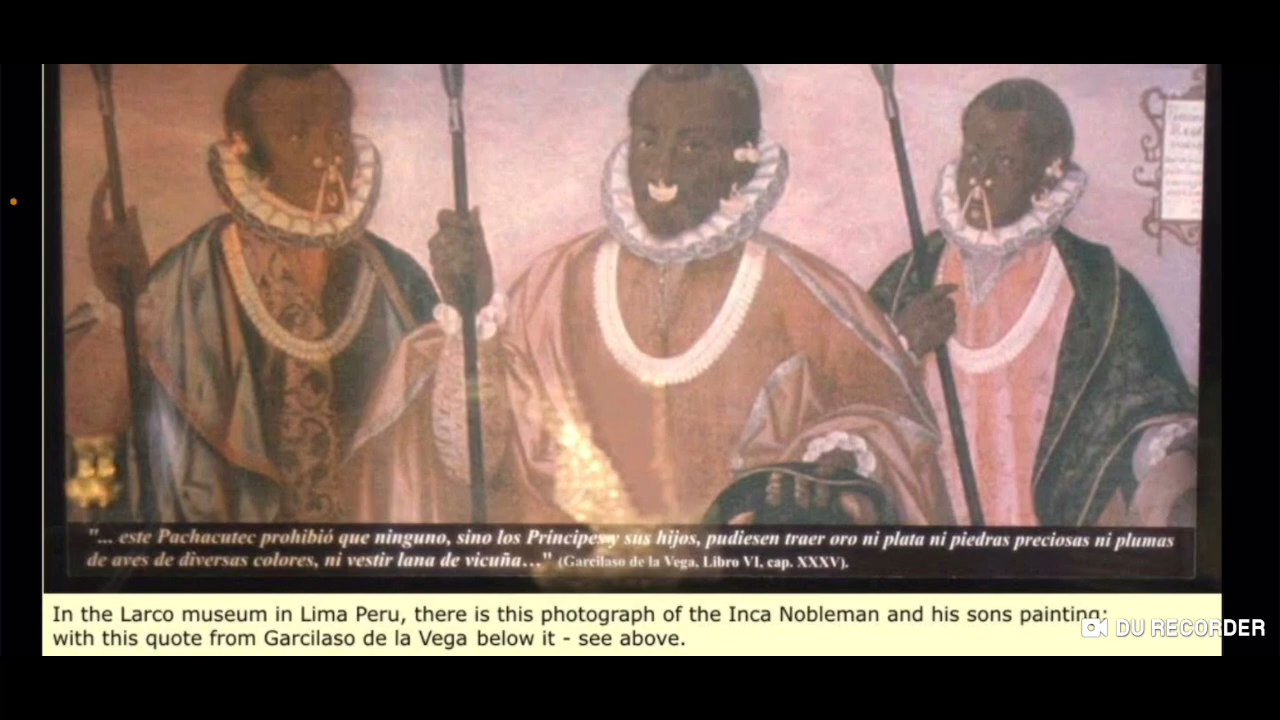 "... este Pachacutec prohibió que ninguno, sino los Príncipes y sus hijos, pudiesen traer oro ni plata ni piedras preciosas ni plumas
de aves de diversas colores, ni vestir lana de vicuña…" (Garcilaso de la Vega, Libro VI, cap. XXXV).
In the Larco museum in Lima Peru, there is this photograph of the Inca Nobleman and his sons painting;
with this quote from Garcilaso de la Vega below it - see above.
DU RECORDER